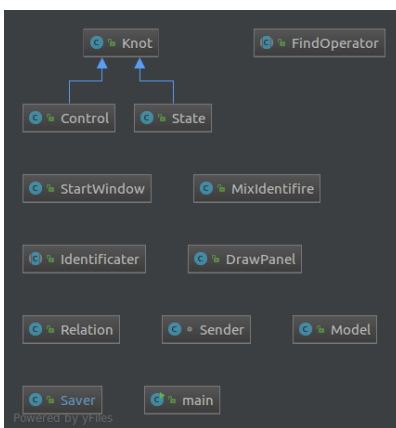 Knot FindOperator
Control State
StartWindow MixIdentifire
Identificater DrawPanel
Relation Sender Model
Saver main
Powered by yFiles